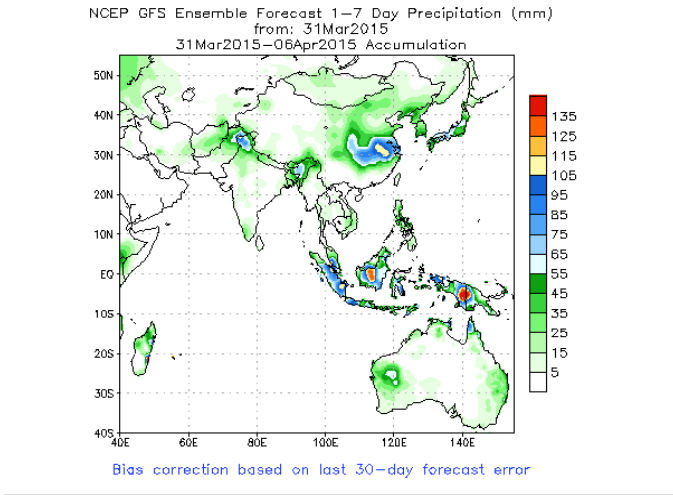 NCEP GFS Ensemble Forecast 1-7 Day Precipitation (mm)
from: 31Mar2015
31Mar2015-06Apr2015 Accumulation
50N
40N
30N
20N
10N
EQ
10S
20S
30S
40S
40E 60E 80E 100E 120E 140E
135
125
115
105
95
85
75
65
55
45
35
25
15
5
Bias correction based on last 30-day forecast error